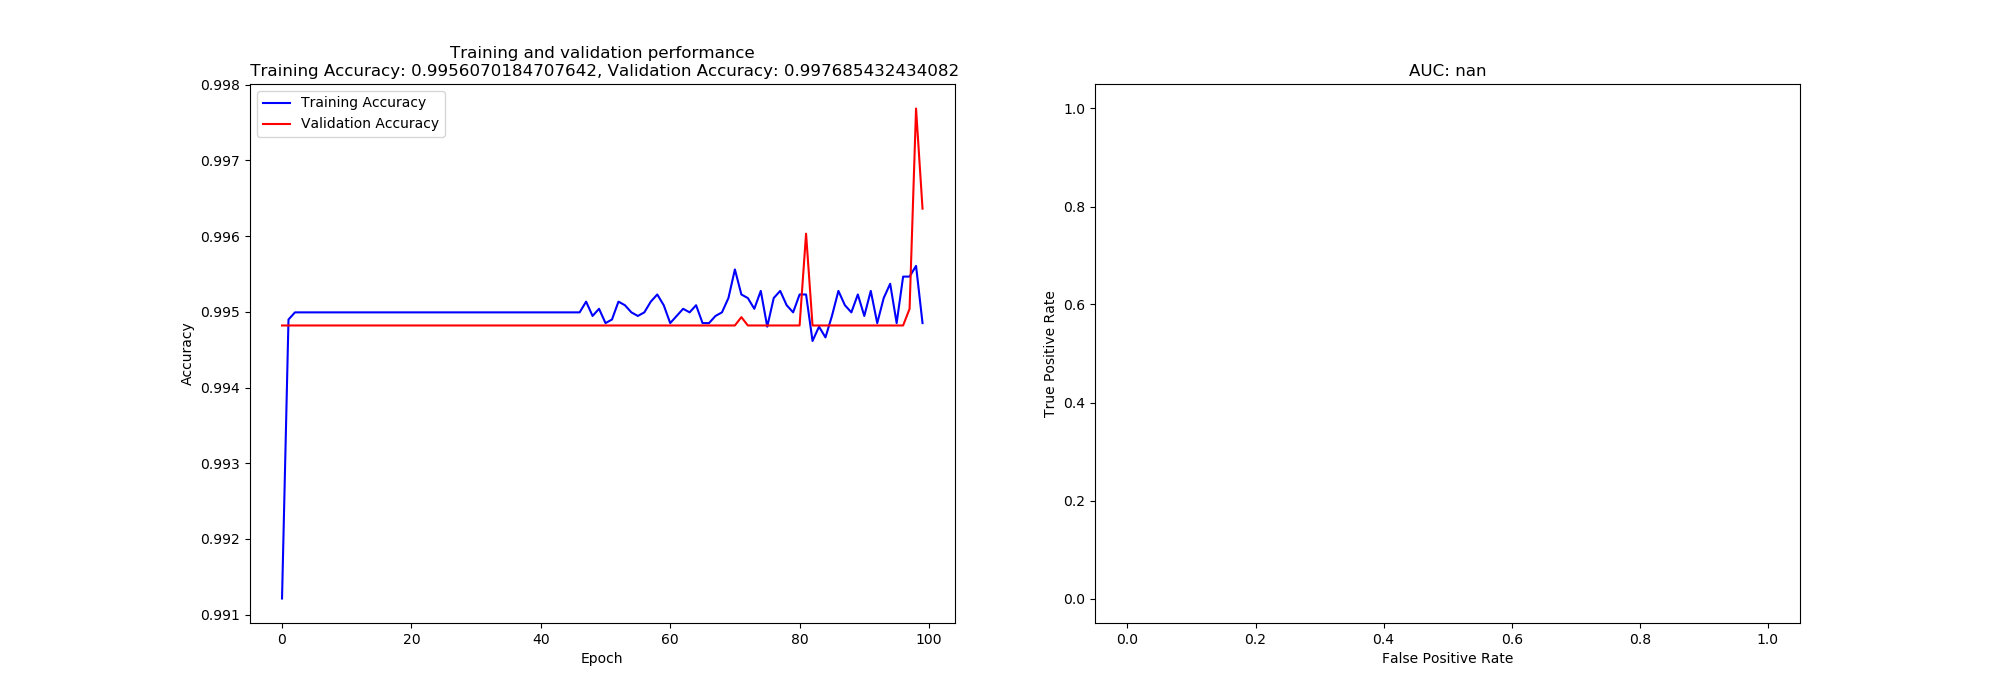 Training and validation performance
Training Accuracy: 0.9956070184707642, Validation Accuracy: 0.997685432434082
0.998
0.997
0.996
0.995
0.994
0.993
0.992
0.991
Accuracy
Training Accuracy
Validation Accuracy
0
20
40
60
80
100
Epoch
AUC: nan
1.0
0.8
0.6
0.4
0.2
0.0
True Positive Rate
0.0
0.2
0.4
0.6
0.8
1.0
False Positive Rate